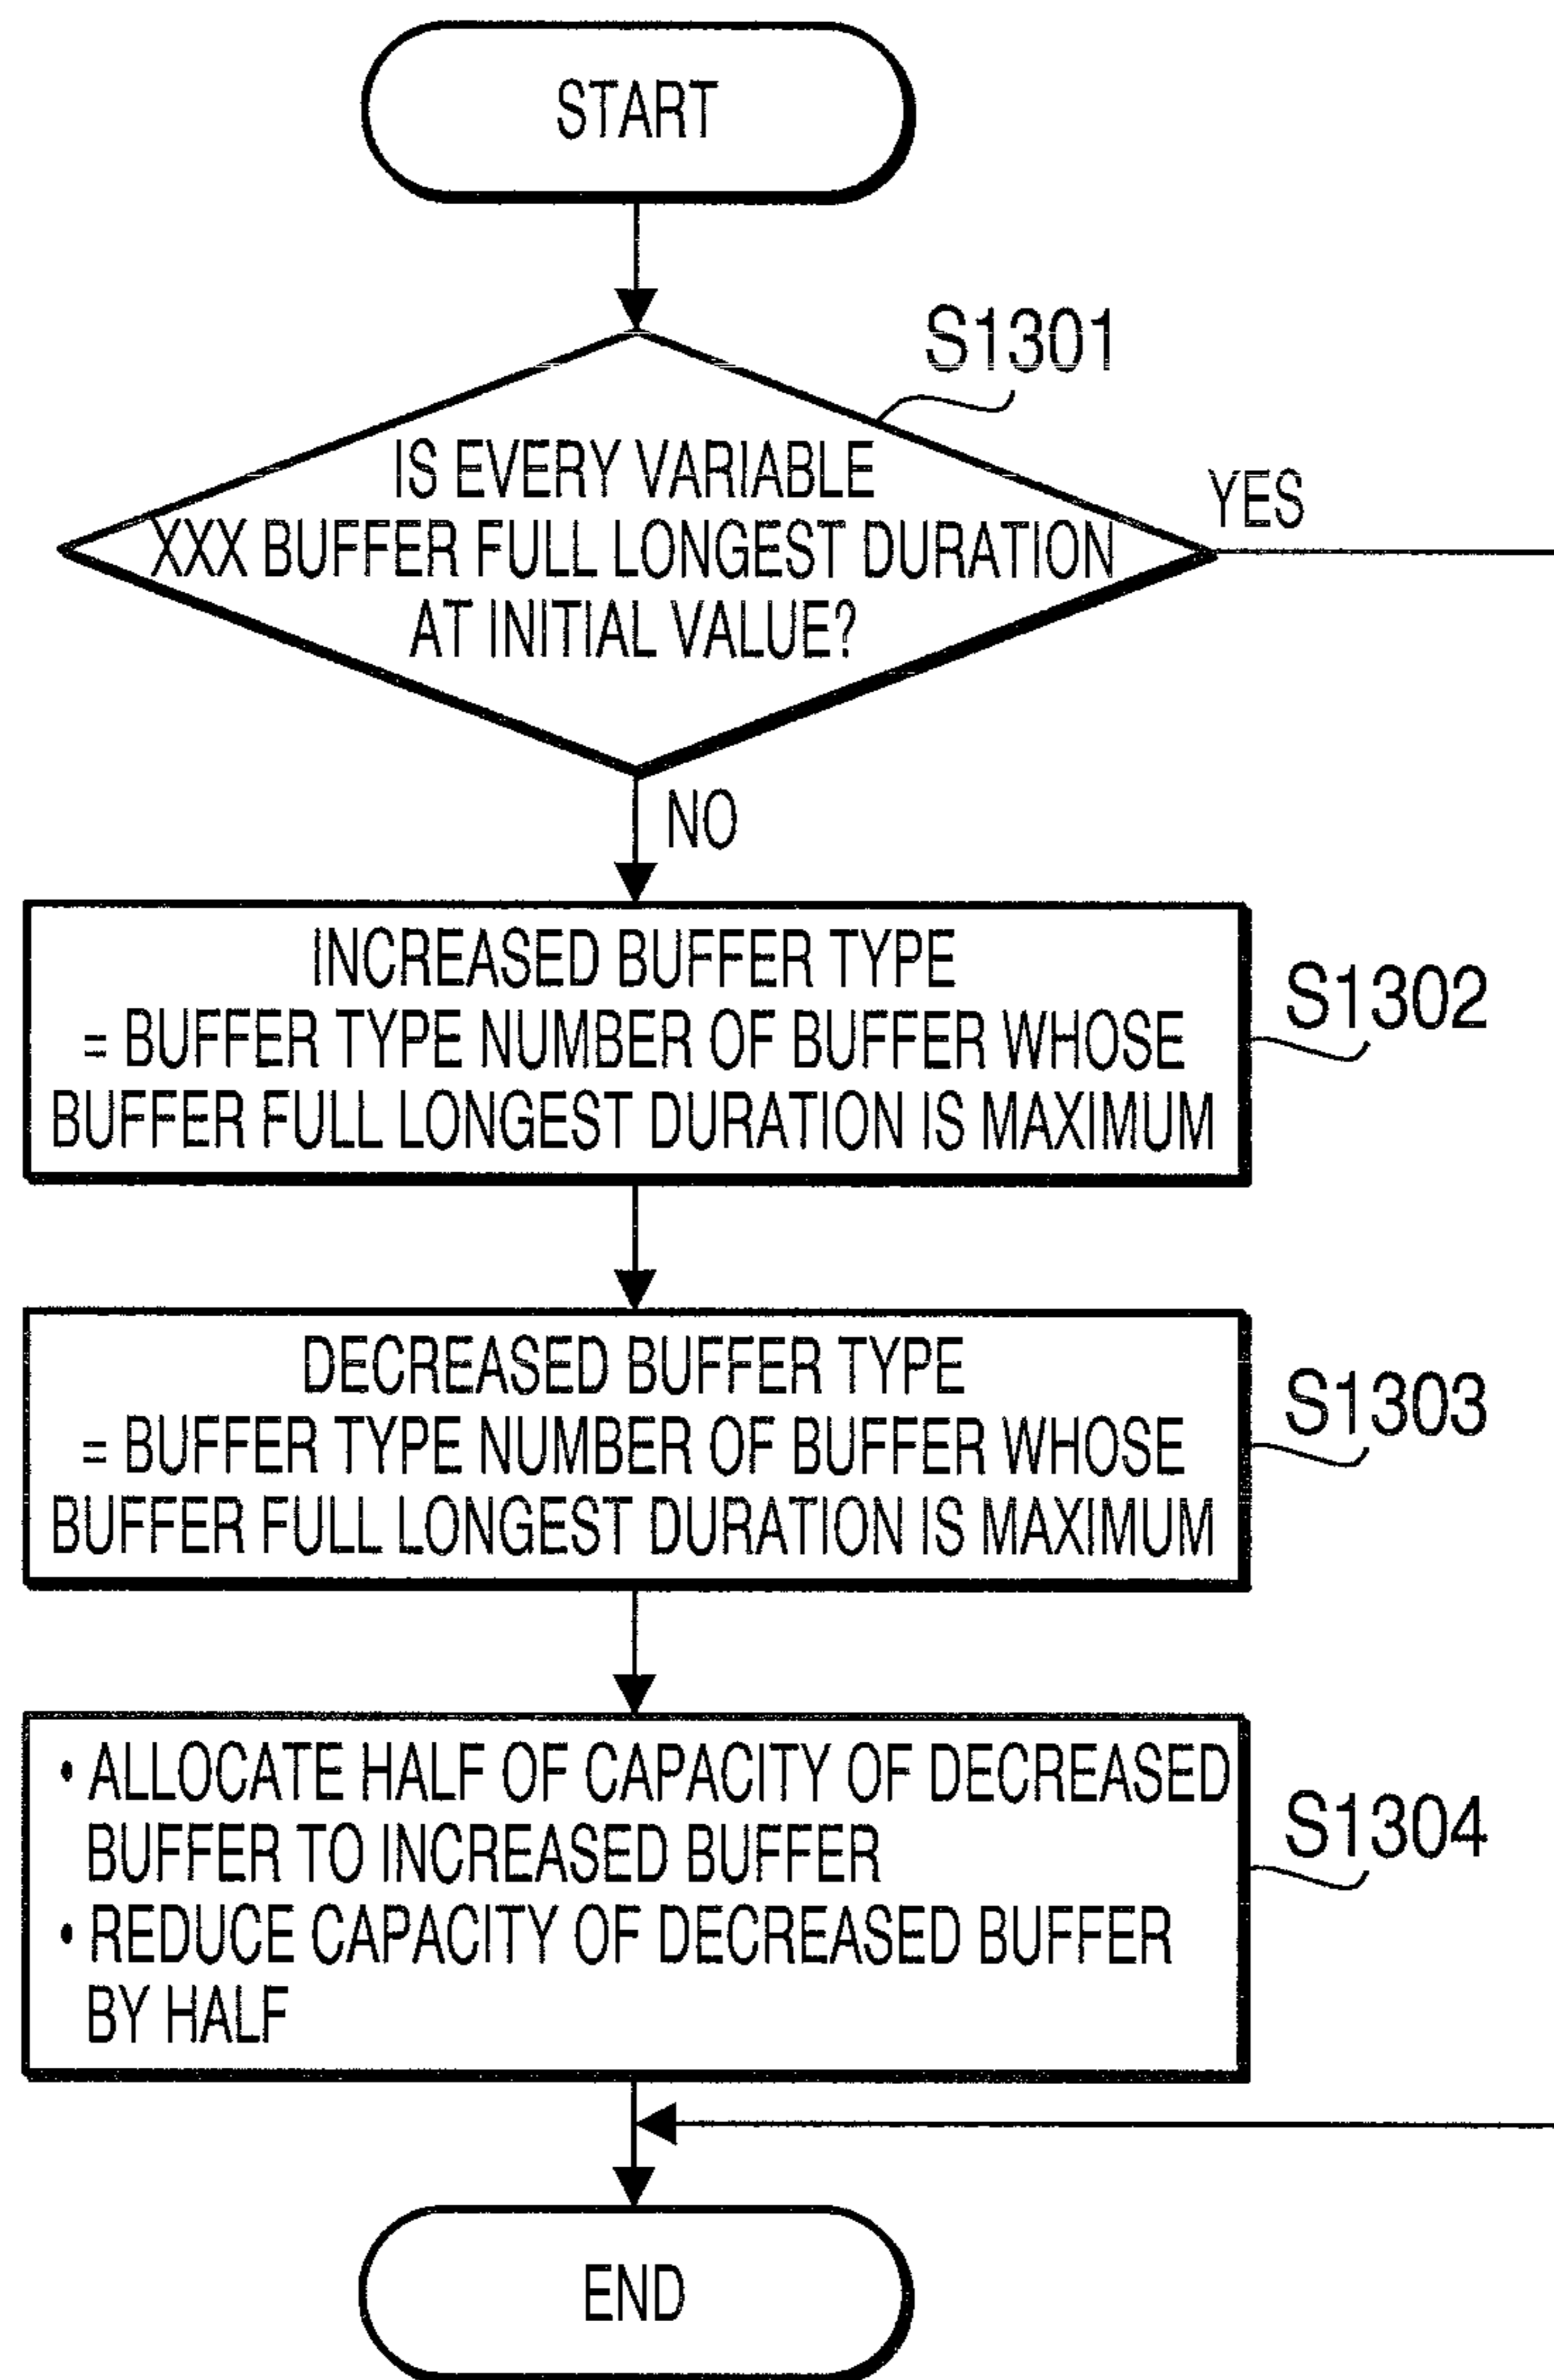 START
S1301
IS EVERY VARIABLE
XXX BUFFER FULL LONGEST DURATION
AT INITIAL VALUE?
YES
NO
INCREASED BUFFER TYPE
= BUFFER TYPE NUMBER OF BUFFER WHOSE
BUFFER FULL LONGEST DURATION IS MAXIMUM
S1302
DECREASED BUFFER TYPE
= BUFFER TYPE NUMBER OF BUFFER WHOSE
BUFFER FULL LONGEST DURATION IS MAXIMUM
S1303
• ALLOCATE HALF OF CAPACITY OF DECREASED
BUFFER TO INCREASED BUFFER
• REDUCE CAPACITY OF DECREASED BUFFER
BY HALF
S1304
END